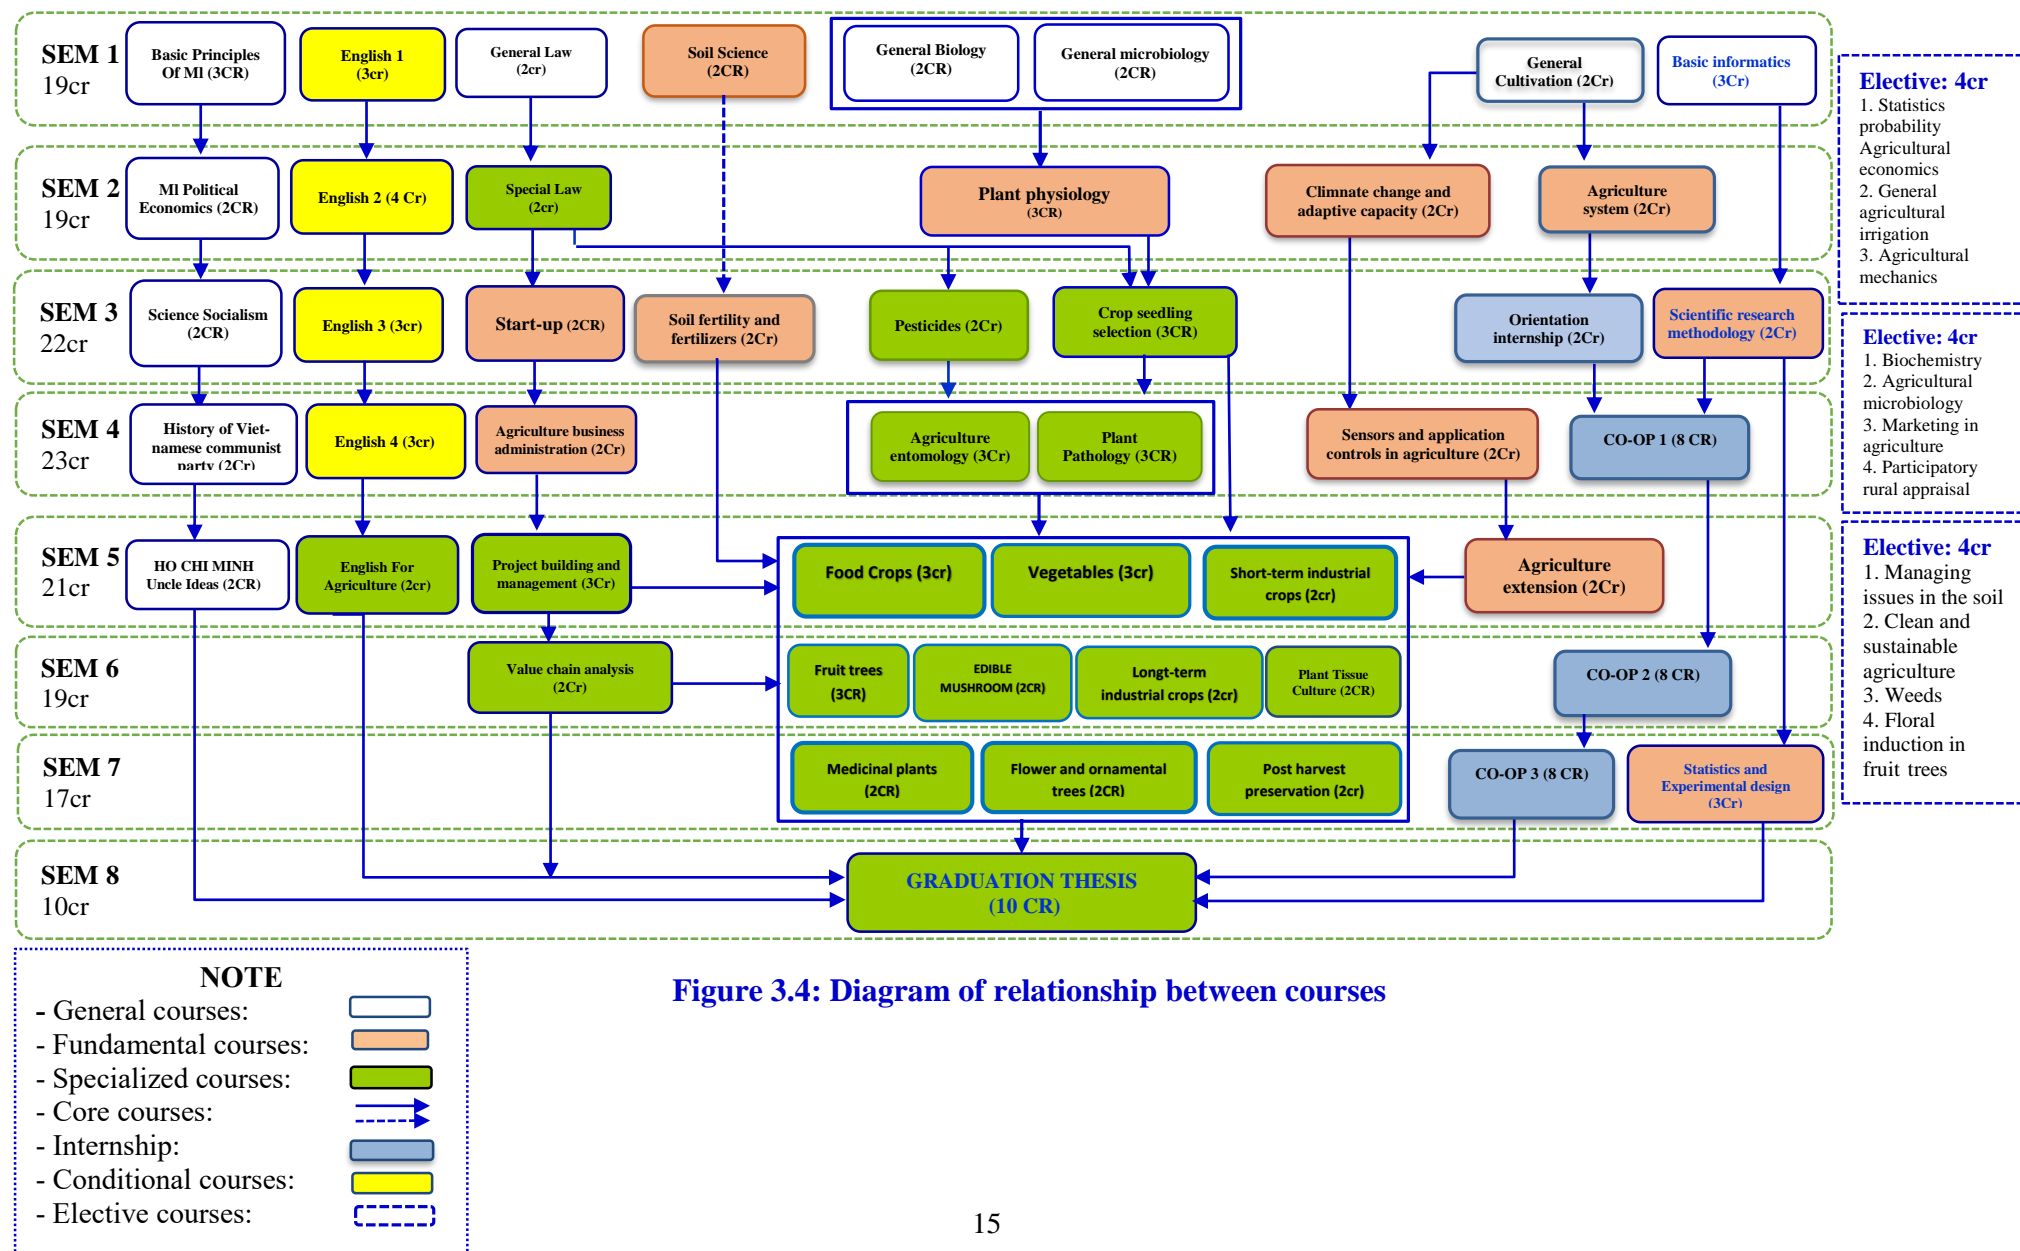 SEM 1
19cr
Basic Principles
Of Ml (3CR)
English 1
(3cr)
General Law
(2cr)
Soil Science
(2CR)
General Biology
(2CR)
General microbiology
(2CR)
General
Cultivation (2Cr)
Basic informatics
(3Cr)
SEM 2
19cr
Ml Political
Economics (2CR)
English 2 (4 Cr)
Special Law
(2cr)
Plant physiology
(3CR)
Climnate change and
adaptive capacity (2Cr)
Agriculture
system (2Cr)
SEM 3
22cr
Science Socialism
(2CR)
English 3 (3cr)
Start-up (2CR)
Soil fertility and
fertilizers (2Cr)
Pesticides (2Cr)
Crop seedling
selection (3CR)
Orientation
internship (2Cr)
Scientific research
methodology (2Cr)
SEM 4
23cr
History of Viet-
namese communist
party (2Cr)
English 4 (3cr)
Agriculture business
administration (2Cr)
Agriculture
entomology (3Cr)
Plant
Pathology (3CR)
Sensors and application
controls in agriculture (2Cr)
CO-OP 1 (8 CR)
SEM 5
21cr
HO CHI MINH
Uncle Ideas (2CR)
English For
Agriculture (2cr)
Project building and
management (3Cr)
Food Crops (3cr)
Vegetables (3cr)
Short-term industrial
crops (2cr)
Agriculture
extension (2Cr)
SEM 6
19cr
Value chain analysis
(2Cr)
Fruit trees
(3CR)
EDIBLE
MUSHROOM (2CR)
Longt-term
industrial crops (2cr)
Plant Tissue
Culture (2CR)
CO-OP 2 (8 CR)
SEM 7
17cr
Medicinal plants
(2CR)
Flower and ornamental
trees (2CR)
Post harvest
preservation (2cr)
CO-OP 3 (8 CR)
Statistics and
Experimental design
(3Cr)
SEM 8
10cr
GRADUATION THESIS
(10 CR)
Elective: 4cr
1. Statistics
probability
Agricultural
economics
2. General
agricultural
irrigation
3. Agricultural
mechanics
Elective: 4cr
1. Biochemistry
2. Agricultural
microbiology
3. Marketing in
agriculture
4. Participatory
rural appraisal
Elective: 4cr
1. Managing
issues in the soil
2. Clean and
sustainable
agriculture
3. Weeds
4. Floral
induction in
fruit trees
NOTE
- General courses:
- Fundamental courses:
- Specialized courses:
- Core courses:
- Internship:
- Conditional courses:
- Elective courses:
Figure 3.4: Diagram of relationship between courses
15